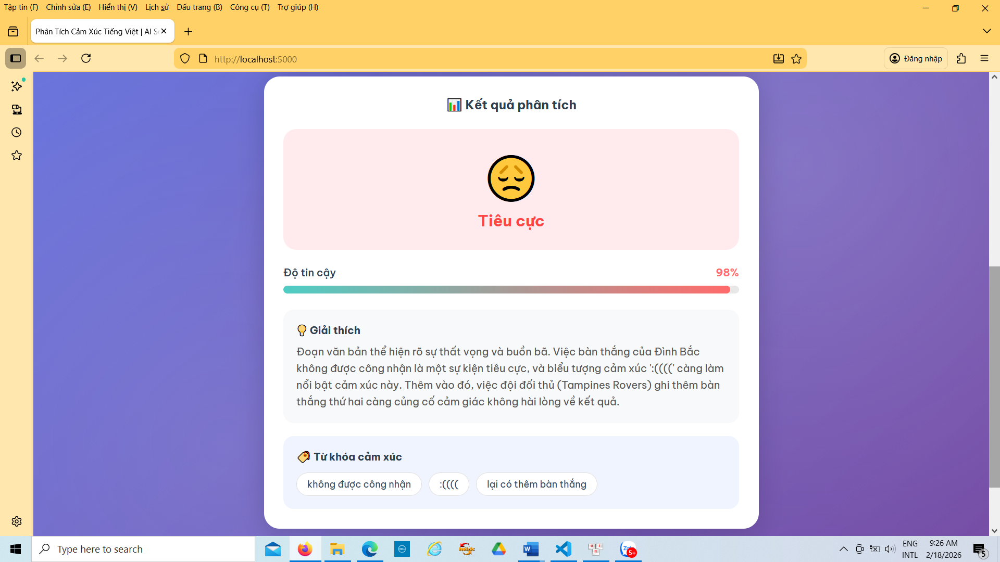 Tập tin (F) Chỉnh sửa (E) Hiển thị (V) Lịch sử Dấu trang (B) Công cụ (T) Trợ giúp (H)
Phân Tích Cảm Xúc Tiếng Việt | AI S
http://localhost:5000
Đăng nhập
📊 Kết quả phân tích
Tiêu cực
Độ tin cậy 98%
💡 Giải thích
Đoạn văn bản thể hiện rõ sự thất vọng và buồn bã. Việc bàn thắng của Đình Bắc
không được công nhận là một sự kiện tiêu cực, và biểu tượng cảm xúc ':((((' càng làm
nổi bật cảm xúc này. Thêm vào đó, việc đội đối thủ (Tampines Rovers) ghi thêm bàn
thắng thứ hai càng củng cố cảm giác không hài lòng về kết quả.
Từ khóa cảm xúc
không được công nhận :(((( lại có thêm bàn thắng
Type here to search
ENG
INTL
9:26 AM
2/18/2026
5+
5